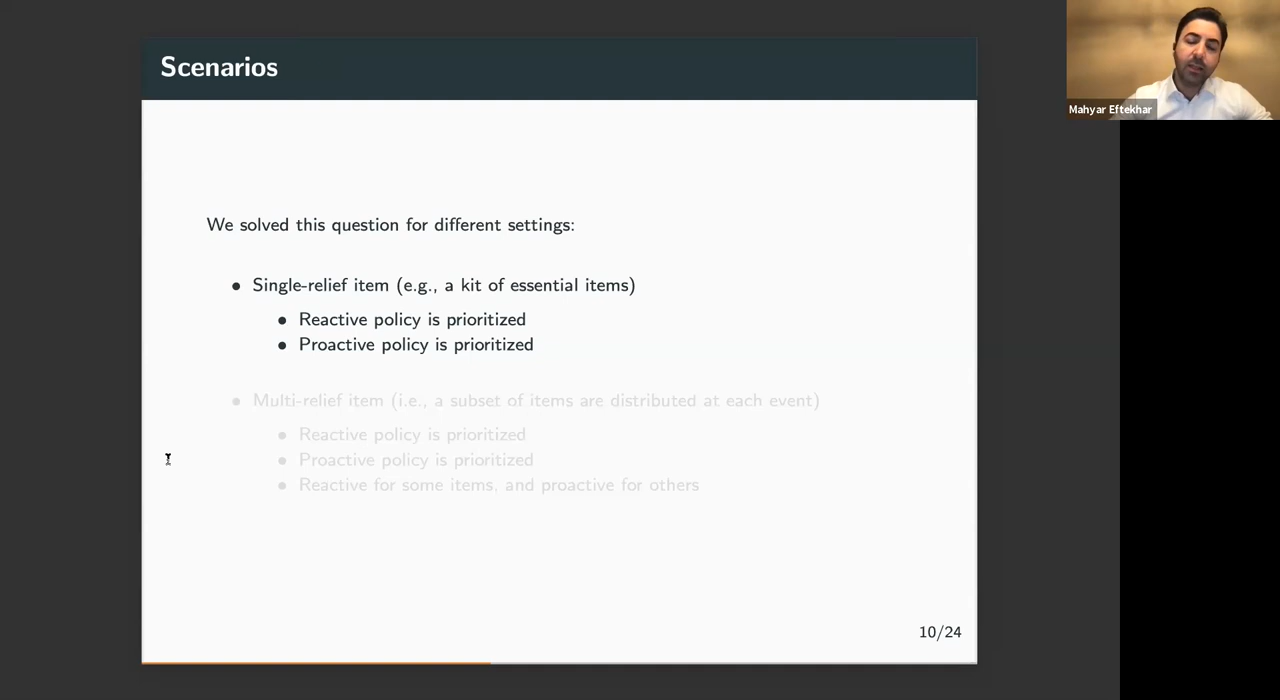 Scenarios
Mahyar Eftekhar
We solved this question for different settings:
• Single-relief item (e.g., a kit of essential items)
• Reactive policy is prioritized
• Proactive policy is prioritized
• Multi-relief item (i.e., a subset of items are distributed at each event)
• Reactive policy is prioritized
• Proactive policy is prioritized
• Reactive for some items, and proactive for others
10/24